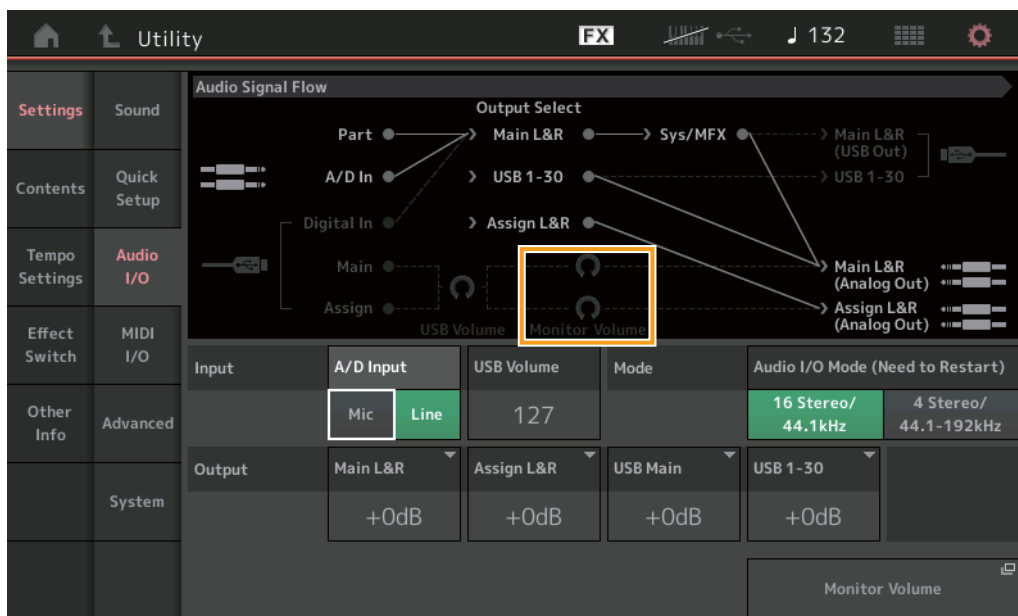 Utility
FX
132
Settings
Contents
Tempo
Settings
Effect
Switch
Other
Info
Sound
Quick
Setup
Audio
I/O
MIDI
I/O
Advanced
System
Audio Signal Flow
Output Select
Part
Main L&R
Sys/MFX
Main L&R
(USB Out)
A/D In
USB 1-30
USB 1-30
Digital In
Assign L&R
Main
Main L&R
(Analog Out)
Assign
Assign L&R
(Analog Out)
USB Volume
Monitor Volume
Input
A/D Input
USB Volume
Mode
Audio I/O Mode (Need to Restart)
Mic
Line
127
16 Stereo/
44.1kHz
4 Stereo/
44.1-192kHz
Output
Main L&R
Assign L&R
USB Main
USB 1-30
+0dB
+0dB
+0dB
+0dB
Monitor Volume